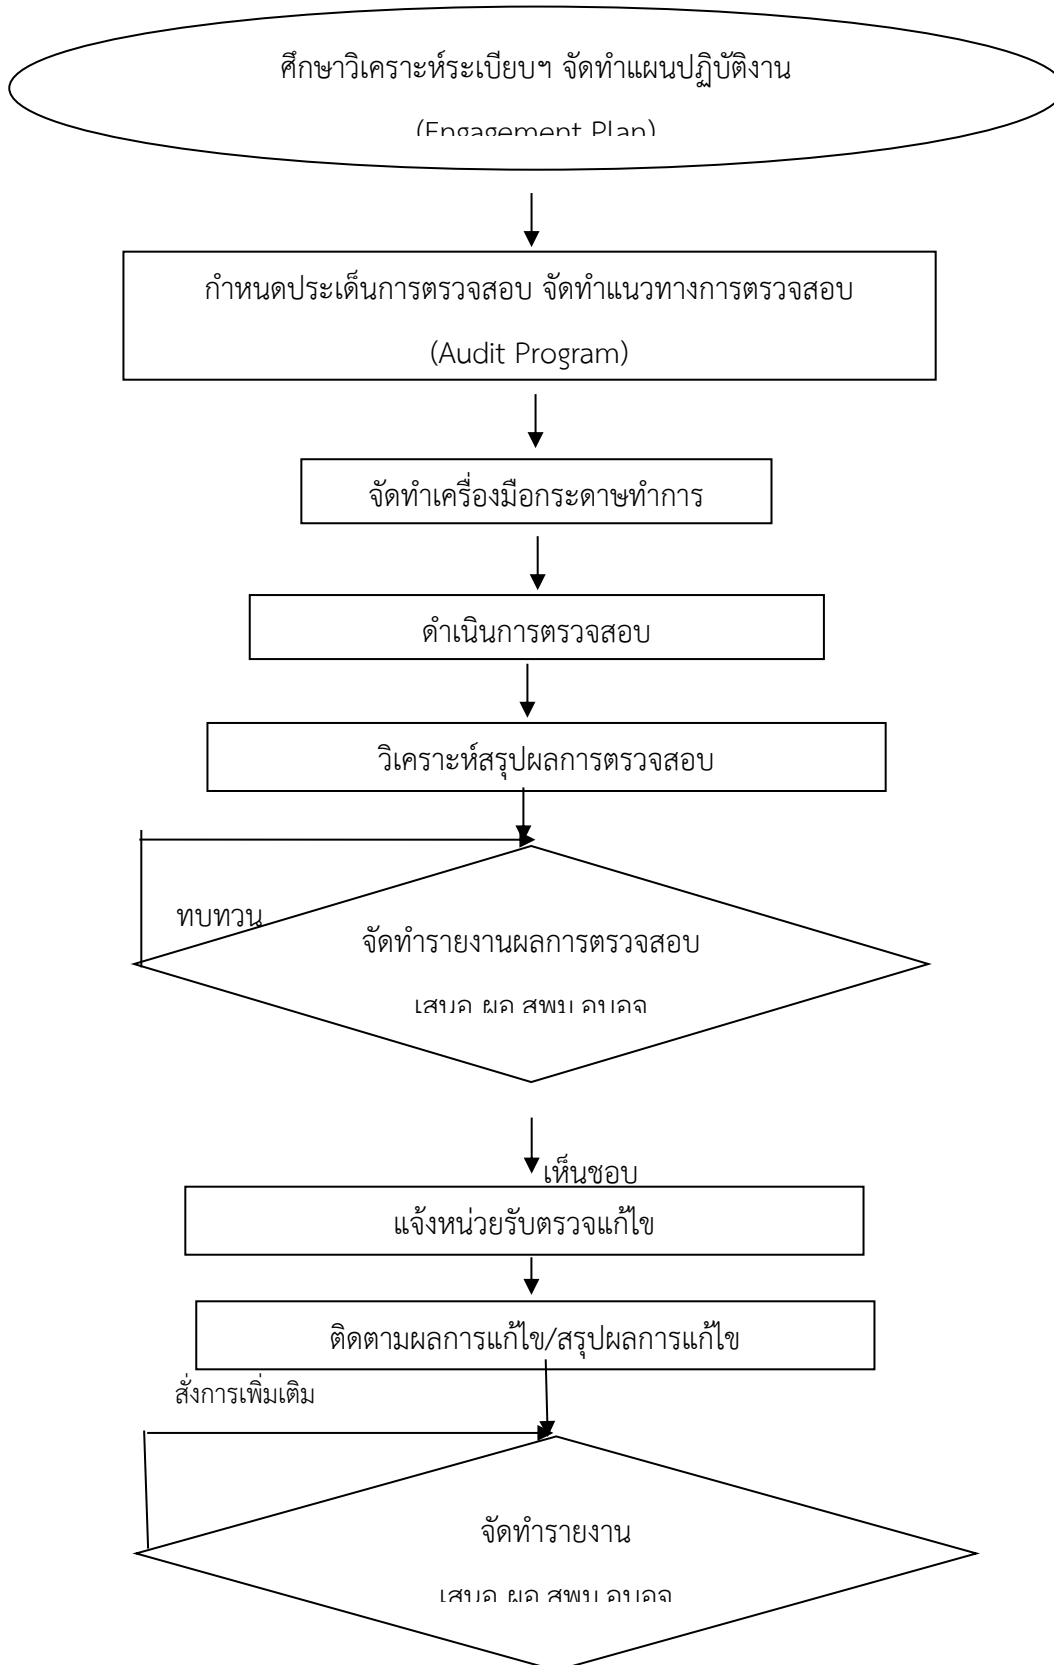 ศึกษาวิเคราะห์ระเบียบฯ จัดทำแผนปฏิบัติงาน
(Engagement Plan)
กำหนดประเด็นการตรวจสอบ จัดทำแนวทางการตรวจสอบ
(Audit Program)
จัดทำเครื่องมือกระดาษทำการ
ดำเนินการตรวจสอบ
วิเคราะห์สรุปผลการตรวจสอบ
ทบทวน
จัดทำรายงานผลการตรวจสอบ
เสนอ ผอ.สพม.อบอจ
เห็นชอบ
แจ้งหน่วยรับตรวจแก้ไข
ติดตามผลการแก้ไข/สรุปผลการแก้ไข
สั่งการเพิ่มเติม
จัดทำรายงาน
เสนอ ผอ.สพม.อบอจ